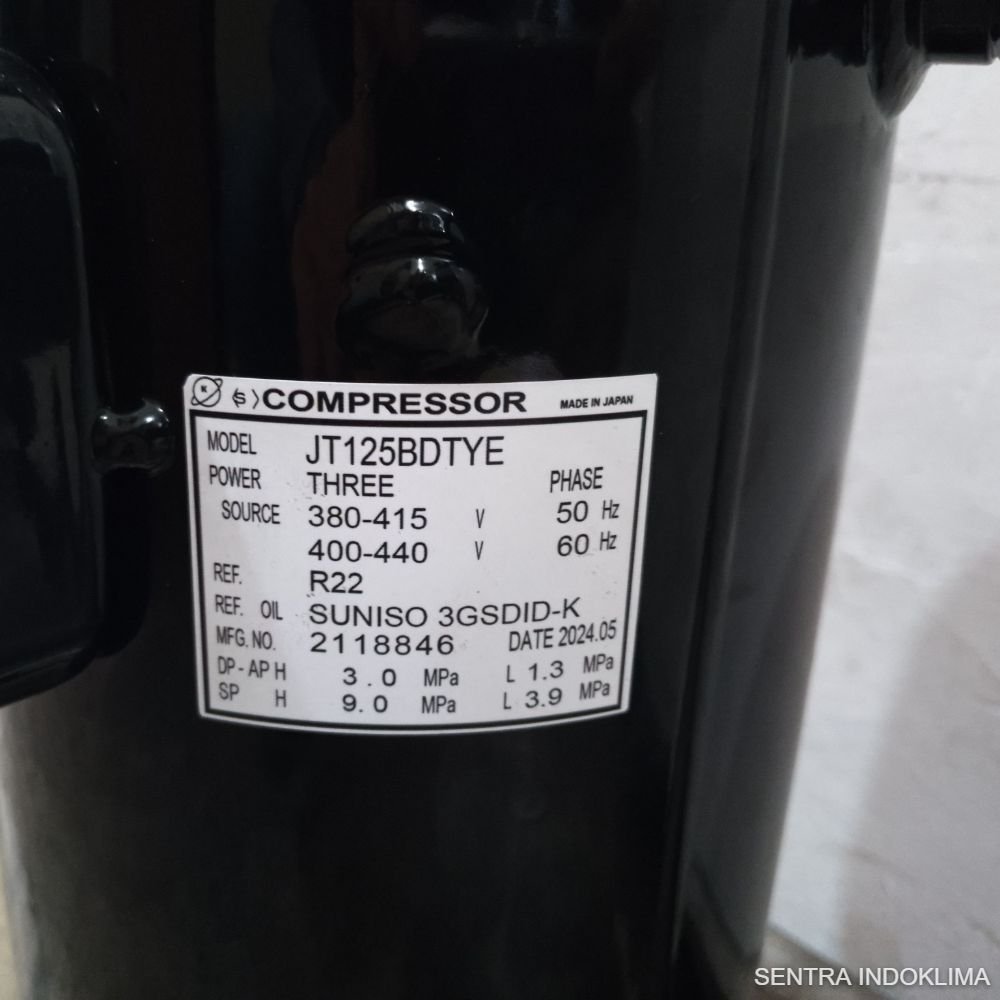 K S COMPRESSOR MADE IN JAPAN
MODEL JT125BDTYE
POWER THREE PHASE
SOURCE 380-415 V 50 Hz
400-440 V 60 Hz
REF. R22
REF. OIL SUNISO 3GSDID-K
MFG. NO. 2118846 DATE 2024.05
DP - AP H 3.0 MPa L 1.3 MPa
SP H 9.0 MPa L 3.9 MPa
SENTRA INDOKLIMA